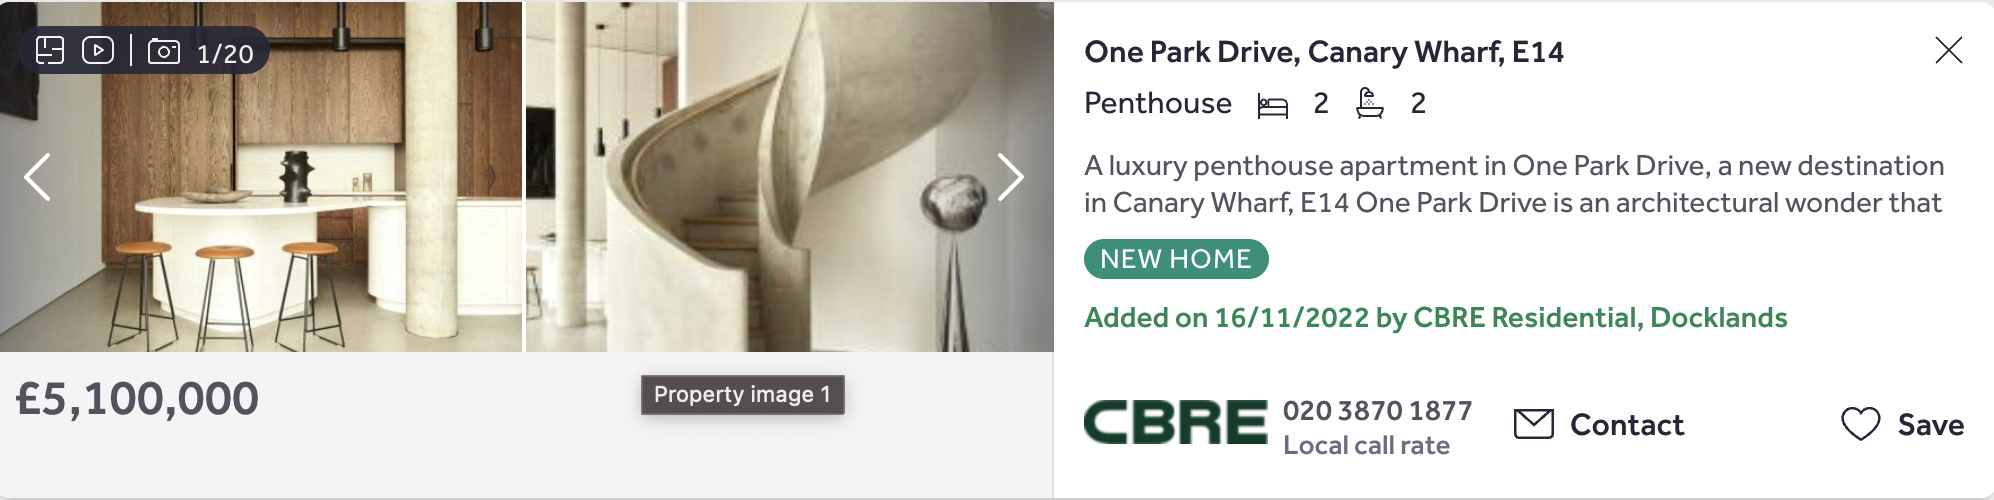 1/20
£5,100,000
Property image 1
One Park Drive, Canary Wharf, E14
Penthouse 2 2
A luxury penthouse apartment in One Park Drive, a new destination
in Canary Wharf, E14 One Park Drive is an architectural wonder that
NEW HOME
Added on 16/11/2022 by CBRE Residential, Docklands
CBRE
020 3870 1877
Local call rate
Contact
Save